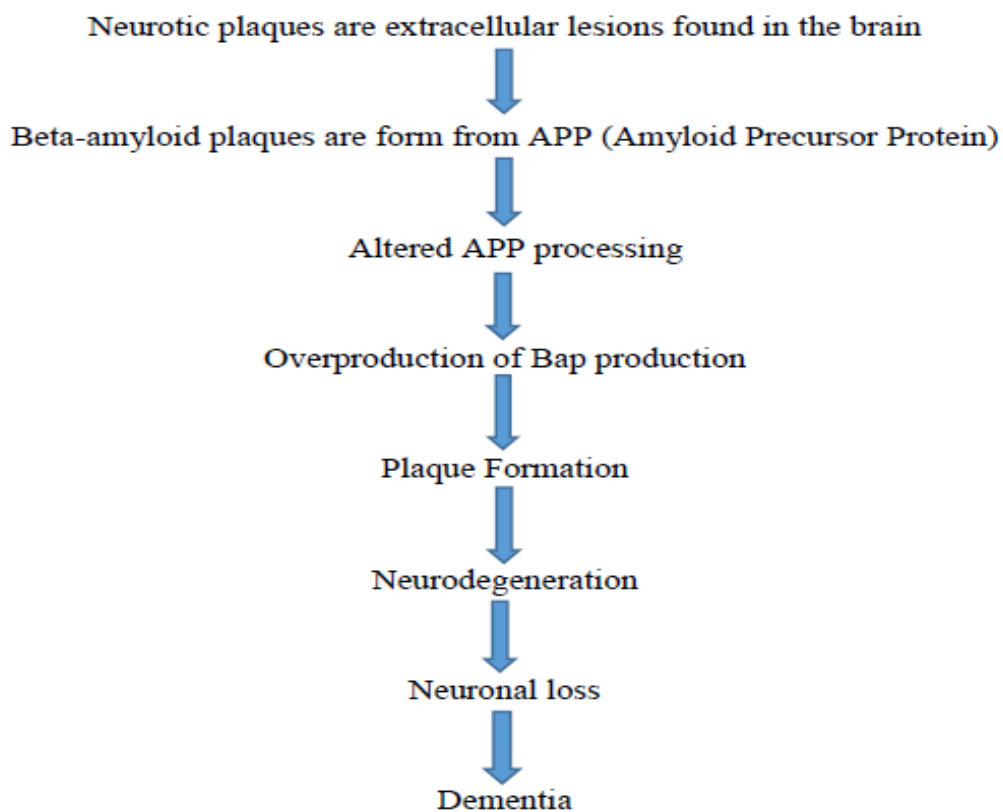 Neurotic plaques are extracellular lesions found in the brain
Beta-amyloid plaques are form from APP (Amyloid Precursor Protein)
Altered APP processing
Overproduction of Bap production
Plaque Formation
Neurodegeneration
Neuronal loss
Dementia